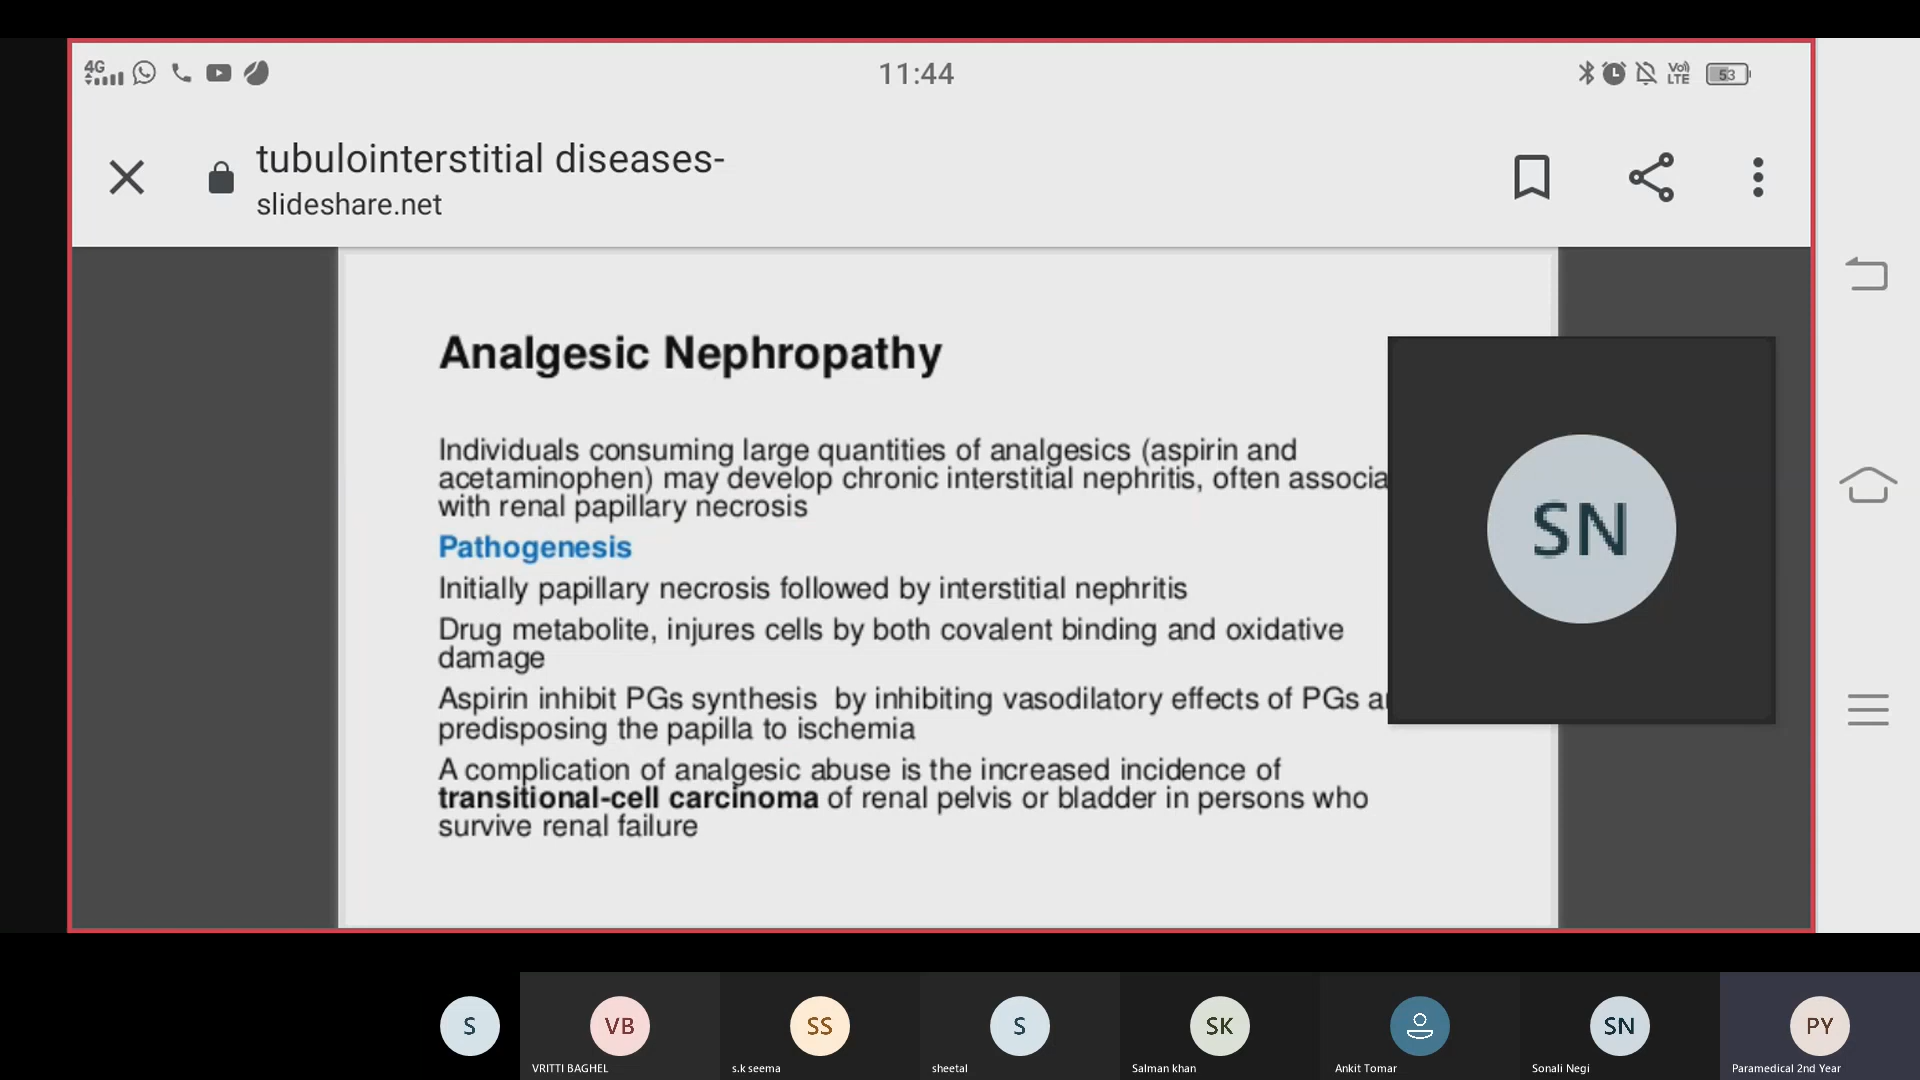 4G
11:44
Vo)) LTE
53
tubulointerstitial diseases-
slideshare.net
Analgesic Nephropathy
Individuals consuming large quantities of analgesics (aspirin and
acetaminophen) may develop chronic interstitial nephritis, often associa
with renal papillary necrosis
Pathogenesis
Initially papillary necrosis followed by interstitial nephritis
Drug metabolite, injures cells by both covalent binding and oxidative
damage
Aspirin inhibit PGs synthesis by inhibiting vasodilatory effects of PGs
predisposing the papilla to ischemia
A complication of analgesic abuse is the increased incidence of
transitional-cell carcinoma of renal pelvis or bladder in persons who
survive renal failure
SN
S
VB
SS
S
SK
SN
PY
VRITTI BAGHEL
s.k seema
sheetal
Salman khan
Ankit Tomar
Sonali Negi
Paramedical 2nd Year